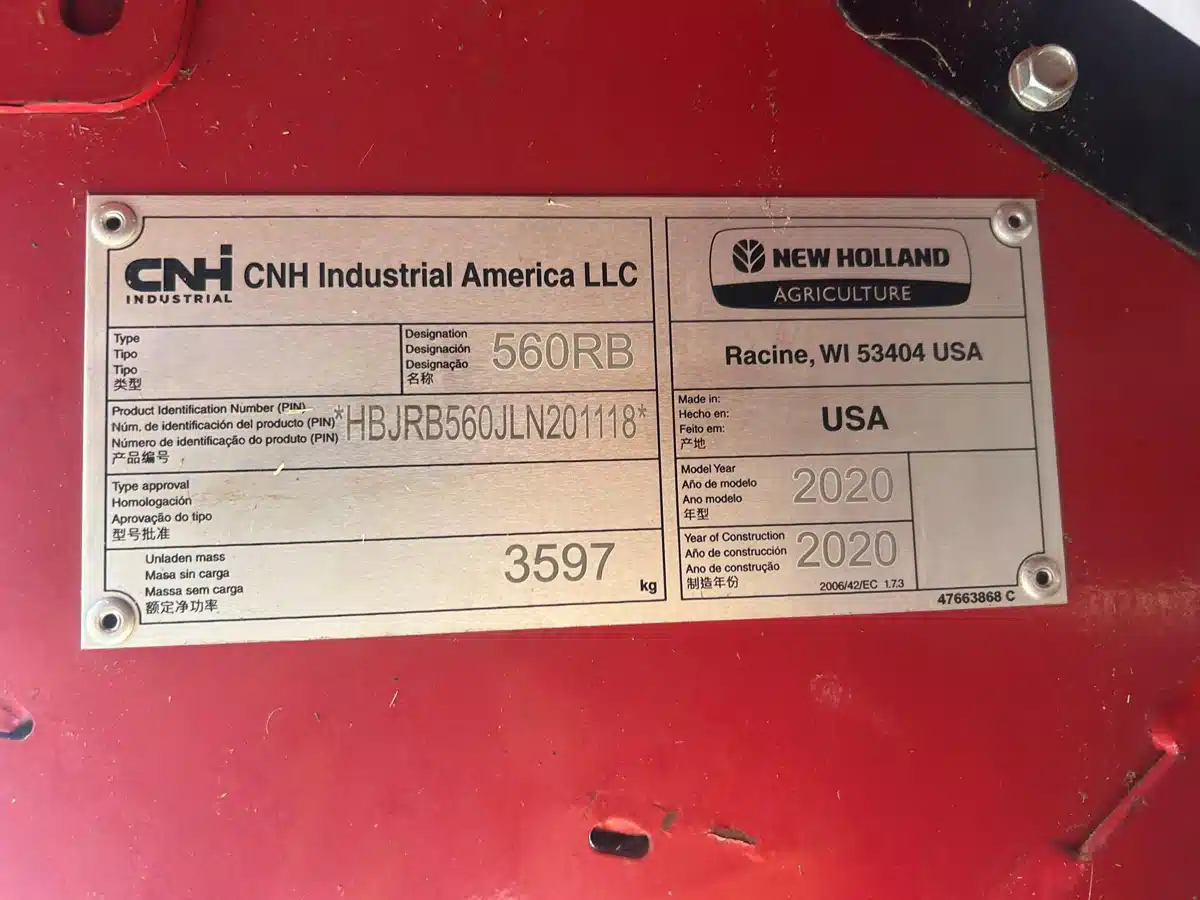 CNH
INDUSTRIAL
CNH Industrial America LLC
Type
Tipo
Tipo
类型
Designation
Designación
Designação
名称
560RB
Product Identification Number (PIN)
Núm. de identificación del producto (PIN)
Número de identificação do produto (PIN)
产品编号
*HBJRB560JLN201118*
Type approval
Homologación
Aprovação do tipo
型号批准
Unladen mass
Masa sin carga
Massa sem carga
额定净功率
3597
kg
NEW HOLLAND
AGRICULTURE
Racine, WI 53404 USA
Made in:
Hecho en:
Feito em:
产地
USA
Model Year
Año de modelo
Ano modelo
年型
2020
Year of Construction
Año de construcción
Ano de construção
制造年份
2020
2006/42/EC 1.7.3
47663868 C